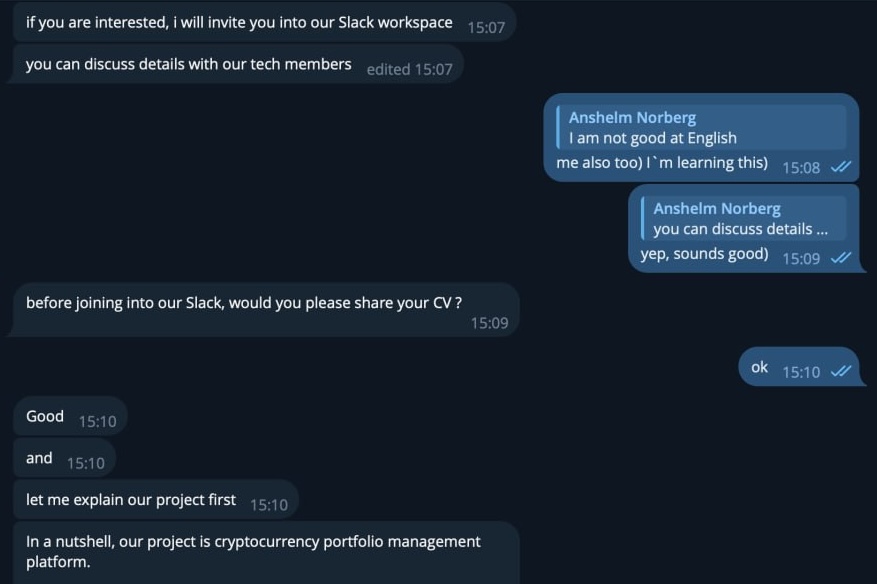 if you are interested, i will invite you into our Slack workspace 15:07
you can discuss details with our tech members edited 15:07
Anshelm Norberg
I am not good at English
me also too) I`m learning this) 15:08
Anshelm Norberg
you can discuss details ...
yep, sounds good) 15:09
before joining into our Slack, would you please share your CV ?
15:09
ok 15:10
Good 15:10
and 15:10
let me explain our project first 15:10
In a nutshell, our project is cryptocurrency portfolio management
platform.